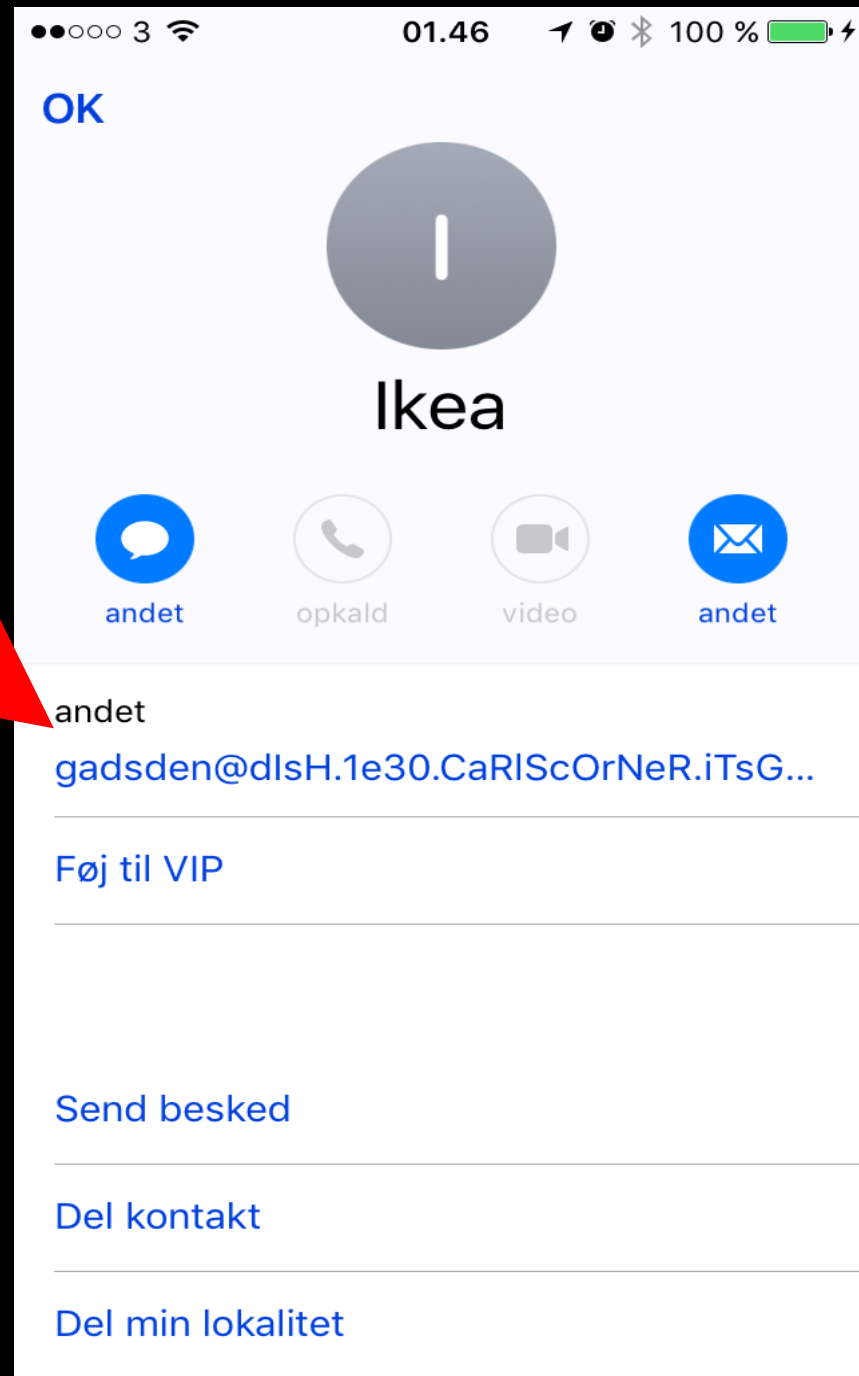 3 01.46 100 %
OK
I
Ikea
andet opkald video andet
andet
gadsden@dIsH.1e30.CaRlScOrNeR.iTsG...
Føj til VIP
Send besked
Del kontakt
Del min lokalitet